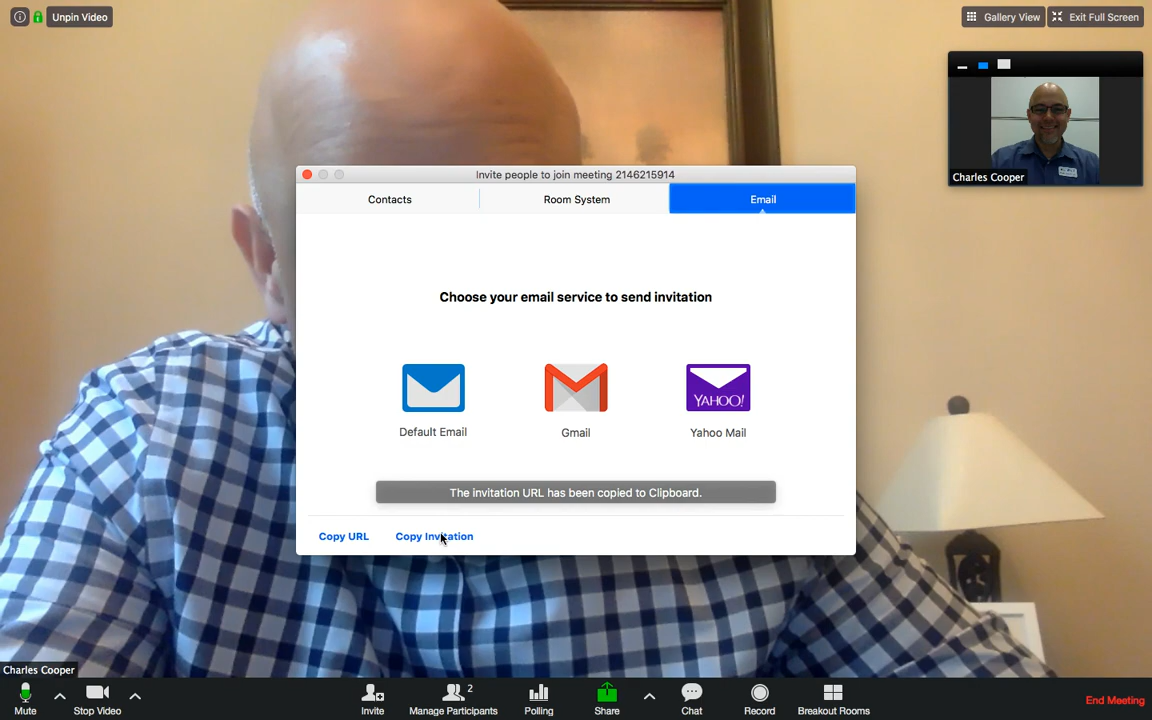 Unpin Video
Gallery View
Exit Full Screen
Charles Cooper
Invite people to join meeting 2146215914
Contacts
Room System
Email
Choose your email service to send invitation
YAHOO!
Default Email
Gmail
Yahoo Mail
The invitation URL has been copied to Clipboard.
Copy URL
Copy Invitation
Charles Cooper
Mute
Stop Video
Invite
2
Manage Participants
Polling
Share
Chat
Record
Breakout Rooms
End Meeting